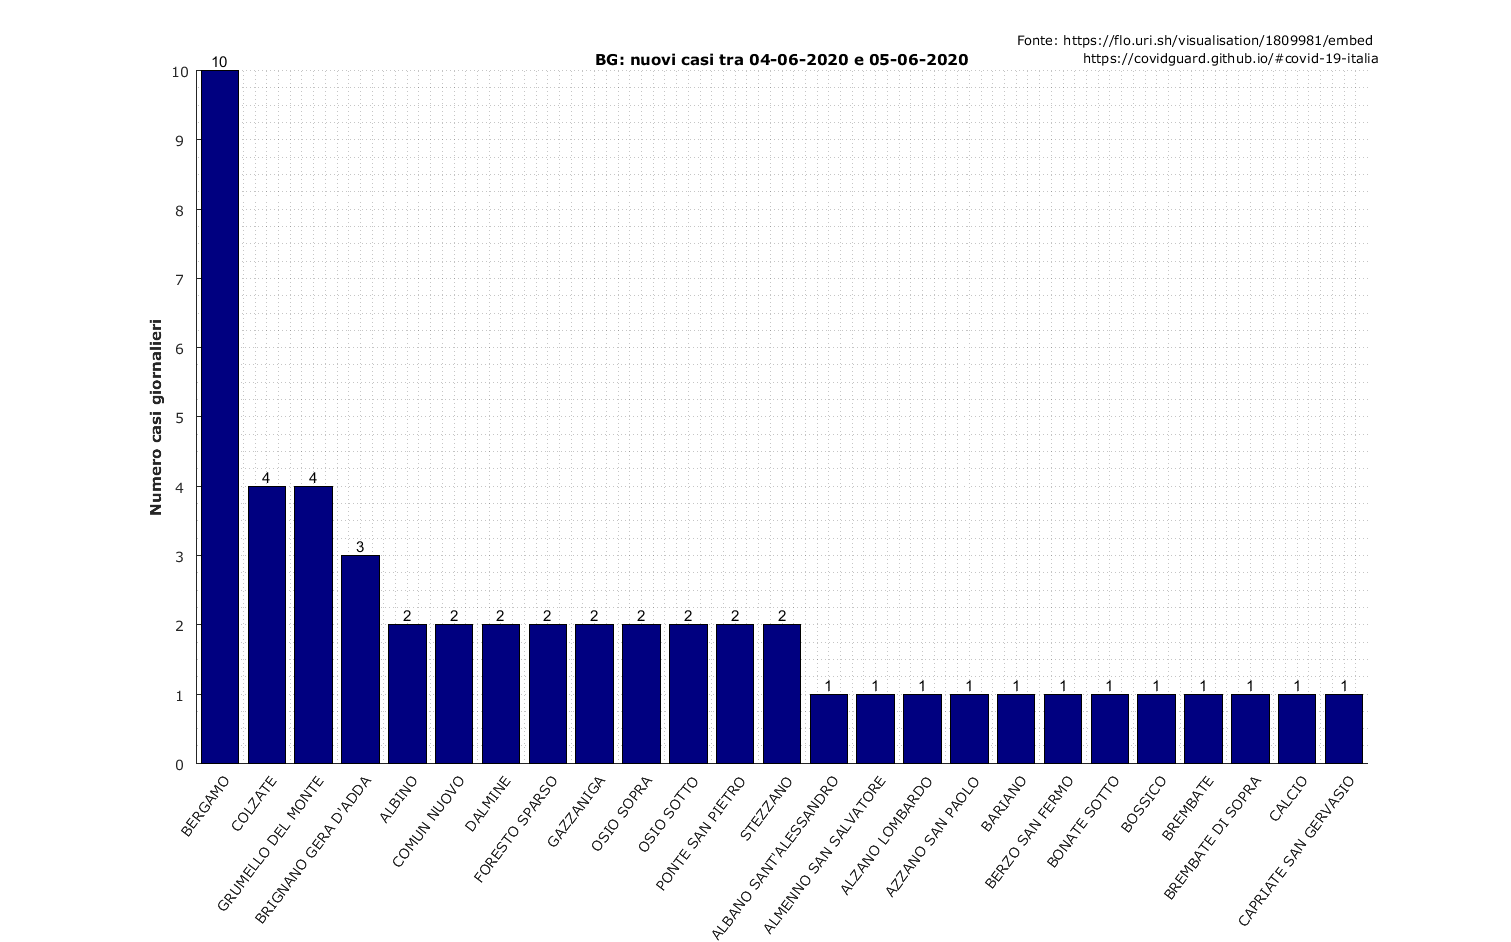 Fonte: https://flo.uri.sh/visualisation/1809981/embed
https://covidguard.github.io/#covid-19-italia
BG: nuovi casi tra 04-06-2020 e 05-06-2020
Numero casi giornalieri
10
9
8
7
6
5
4
3
2
1
0
10
4
4
3
2
2
2
2
2
2
2
2
2
1
1
1
1
1
1
1
1
1
1
1
1
BERGAMO
COLZATE
GRUMELLO DEL MONTE
BRIGNANO GERA D'ADDA
ALBINO
COMUN NUOVO
DALMINE
FORESTO SPARSO
GAZZANIGA
OSIO SOPRA
OSIO SOTTO
PONTE SAN PIETRO
STEZZANO
ALBANO SANT'ALESSANDRO
ALMENNO SAN SALVATORE
ALZANO LOMBARDO
AZZANO SAN PAOLO
BARIANO
BERZO SAN FERMO
BONATE SOTTO
BOSSICO
BREMBATE
BREMBATE DI SOPRA
CALCIO
CAPRIATE SAN GERVASIO